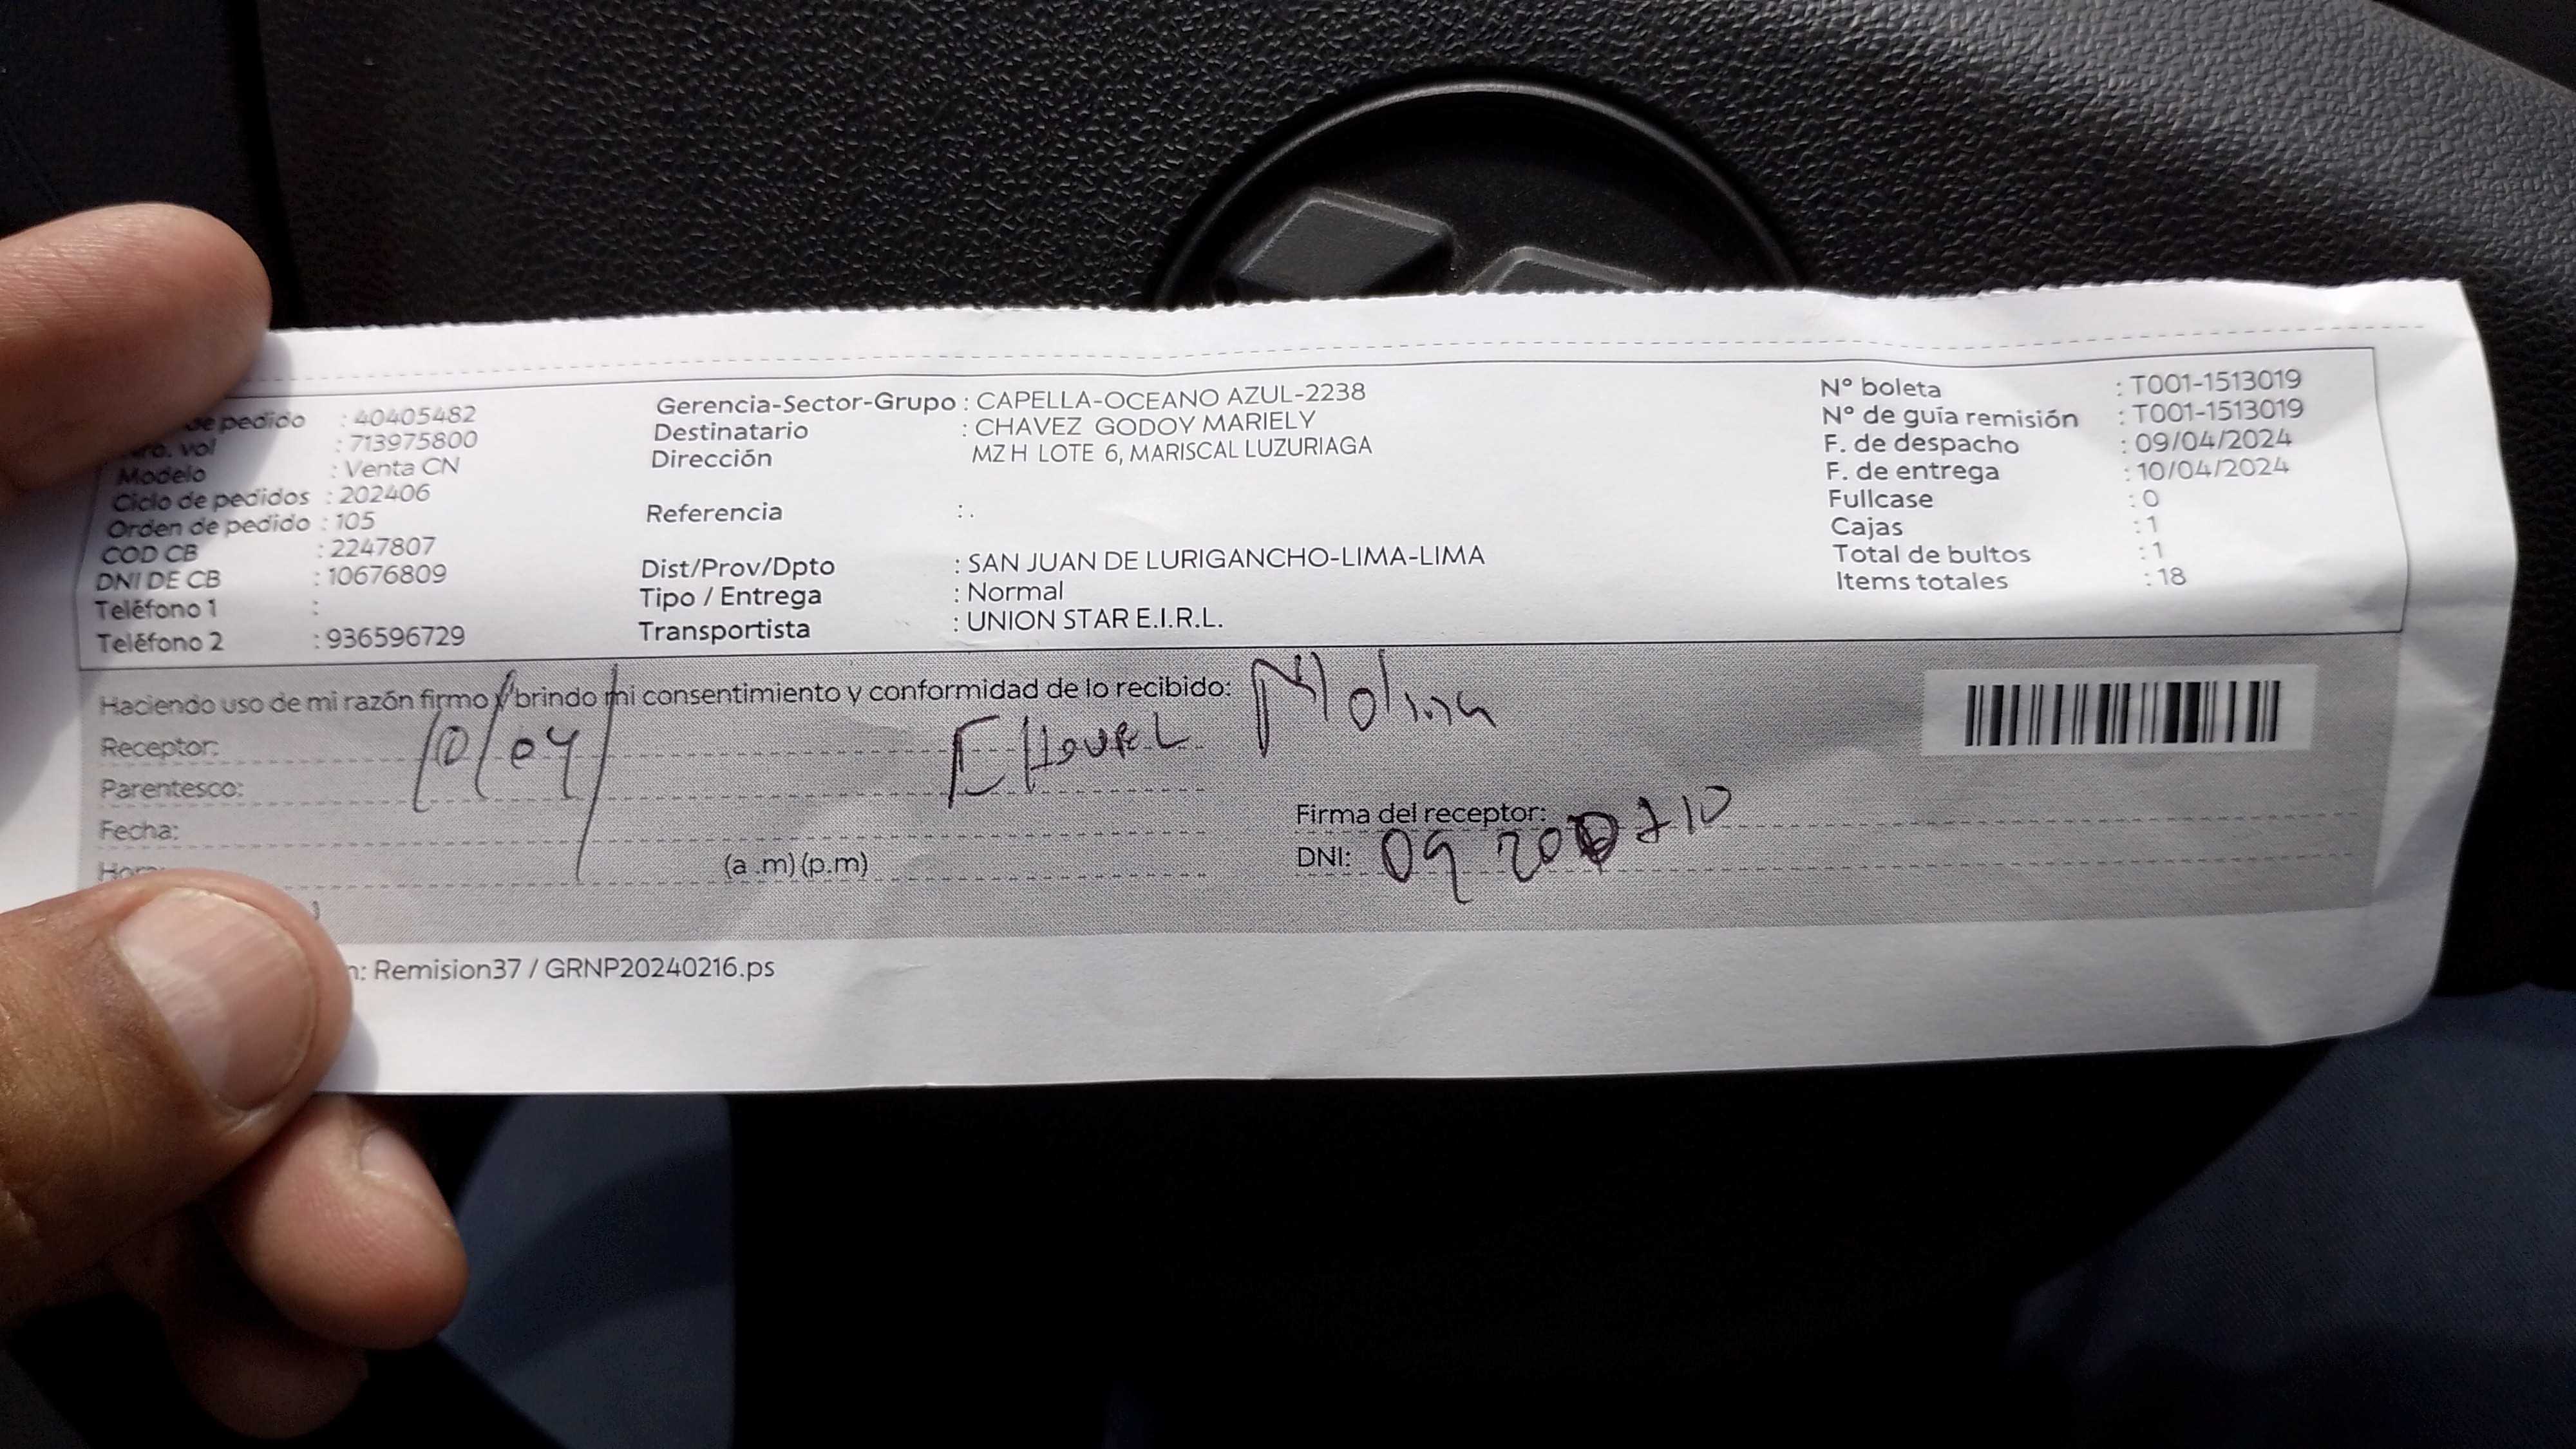 de pedido : 40405482
ro. vol : 713975800
Modelo : Venta CN
Ciclo de pedidos : 202406
Orden de pedido : 105
COD CB : 2247807
DNI DE CB : 10676809
Teléfono 1 :
Teléfono 2 : 936596729
Gerencia-Sector-Grupo : CAPELLA-OCEANO AZUL-2238
Destinatario : CHAVEZ GODOY MARIELY
Dirección MZ H LOTE 6, MARISCAL LUZURIAGA
Referencia : .
Dist/Prov/Dpto : SAN JUAN DE LURIGANCHO-LIMA-LIMA
Tipo / Entrega : Normal
Transportista : UNION STAR E.I.R.L.
N° boleta : T001-1513019
N° de guía remisión : T001-1513019
F. de despacho : 09/04/2024
F. de entrega : 10/04/2024
Fullcase : 0
Cajas : 1
Total de bultos : 1
Items totales : 18
Haciendo uso de mi razón firmo y brindo mi consentimiento y conformidad de lo recibido: Molina
Receptor: 10/04/
Parentesco:
Fecha:
Hora: (a .m) (p.m)
Firma del receptor:
DNI: 09 20
n: Remision37 / GRNP20240216.ps